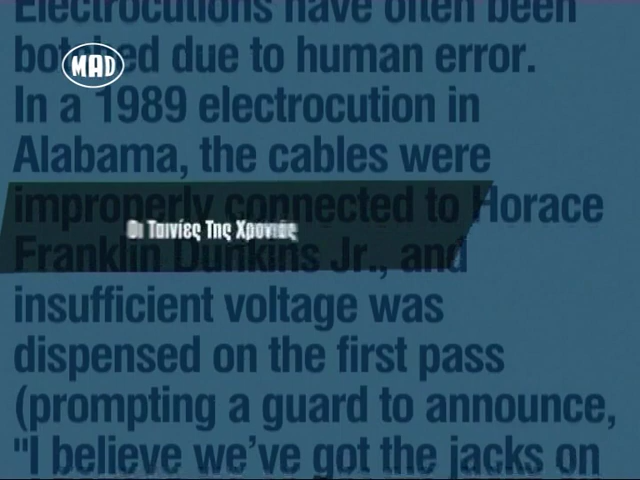 Electrocutions have often been
botched due to human error.
MAD
In a 1989 electrocution in
Alabama, the cables were
improperly connected to Horace
Οι Ταινίες Της Χρονιάς
Franklin Dunkins Jr., and
insufficient voltage was
dispensed on the first pass
(prompting a guard to announce,
"I believe we've got the jacks on